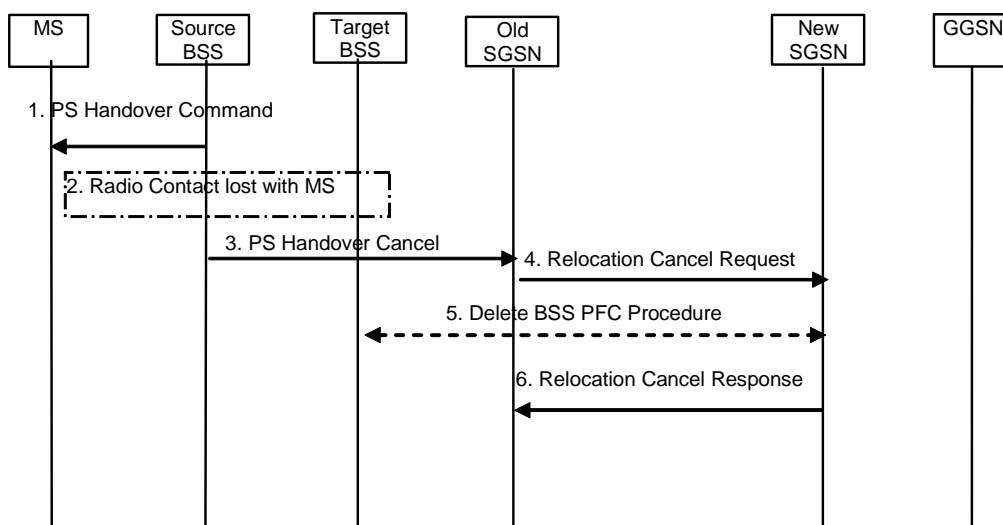 MS
Source
BSS
Target
BSS
Old
SGSN
New
SGSN
GGSN
1. PS Handover Command
2. Radio Contact lost with MS
3. PS Handover Cancel
4. Relocation Cancel Request
5. Delete BSS PFC Procedure
6. Relocation Cancel Response